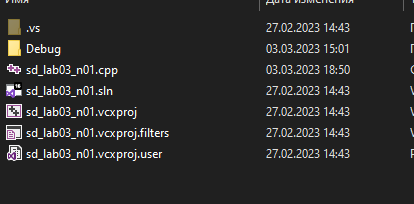 Имя Дата изменения
.vs 27.02.2023 14:43
Debug 03.03.2023 15:01
sd_lab03_n01.cpp 03.03.2023 18:50
sd_lab03_n01.sln 27.02.2023 14:43
sd_lab03_n01.vcxproj 27.02.2023 14:43
sd_lab03_n01.vcxproj.filters 27.02.2023 14:43
sd_lab03_n01.vcxproj.user 27.02.2023 14:43